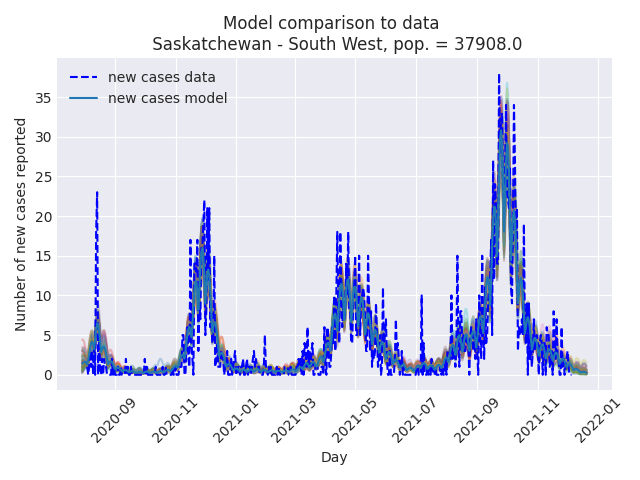 Model comparison to data
Saskatchewan - South West, pop. = 37908.0
new cases data
new cases model
Number of new cases reported
35
30
25
20
15
10
5
0
2020-09
2020-11
2021-01
2021-03
2021-05
2021-07
2021-09
2021-11
2022-01
Day